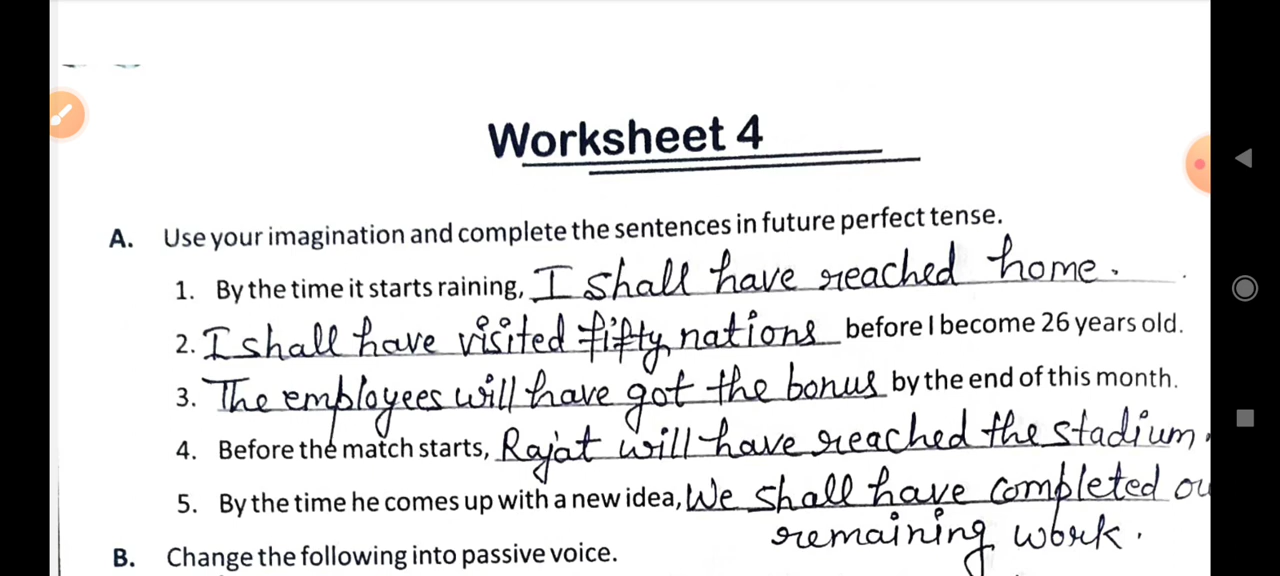 Worksheet 4
A. Use your imagination and complete the sentences in future perfect tense.
1. By the time it starts raining, I shall have reached home.
2. I shall have visited fifty nations before I become 26 years old.
3. The employees will have got the bonus by the end of this month.
4. Before the match starts, Rajat will have reached the stadium.
5. By the time he comes up with a new idea, We shall have completed
remaining work.
B. Change the following into passive voice.